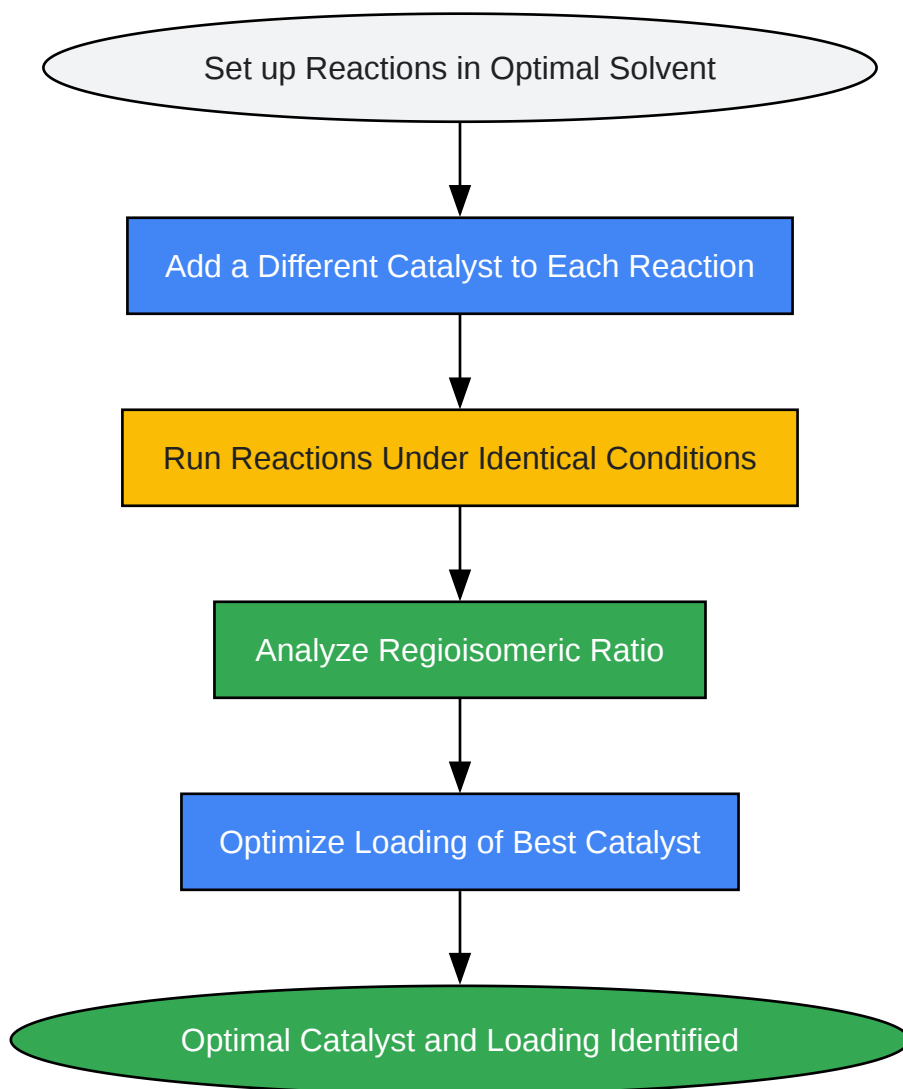 Set up Reactions in Optimal Solvent
Add a Different Catalyst to Each Reaction
Run Reactions Under Identical Conditions
Analyze Regioisomeric Ratio
Optimize Loading of Best Catalyst
Optimal Catalyst and Loading Identified